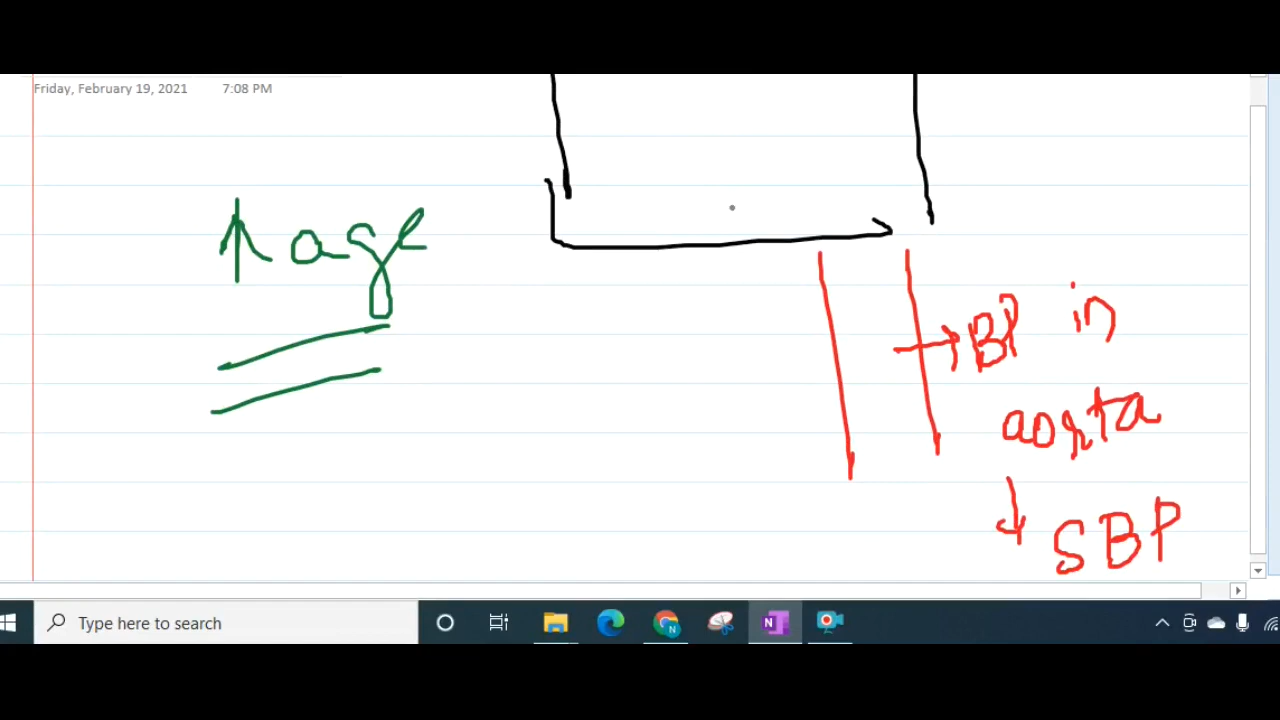 Friday, February 19, 2021 7:08 PM
↑ age
→ BP in
aorta
↓ SBP
Type here to search